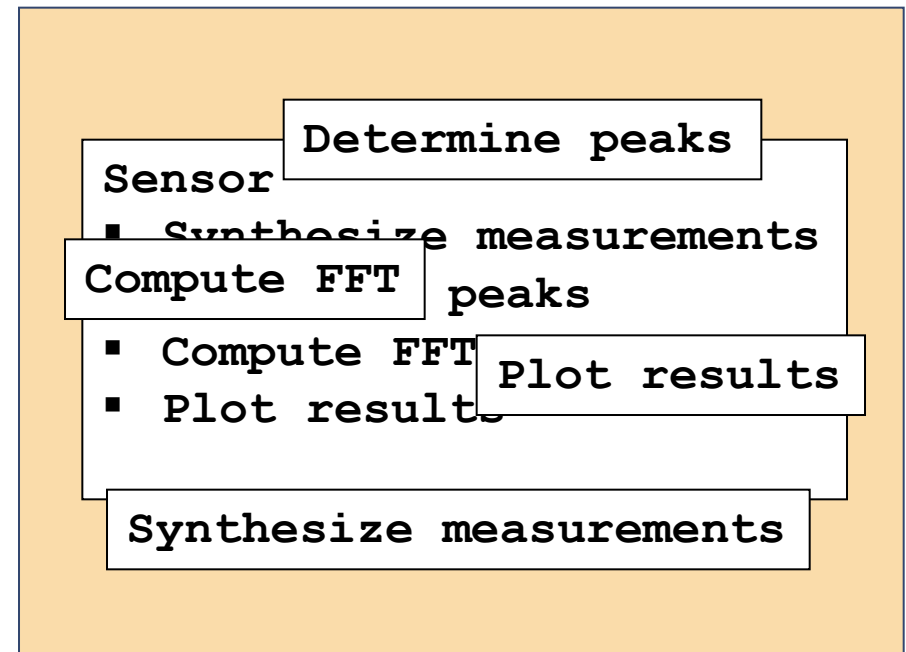 Determine peaks
Sensor
▪ Synthesize measurements
Compute FFT
peaks
▪ Compute FFT
Plot results
▪ Plot results
Synthesize measurements